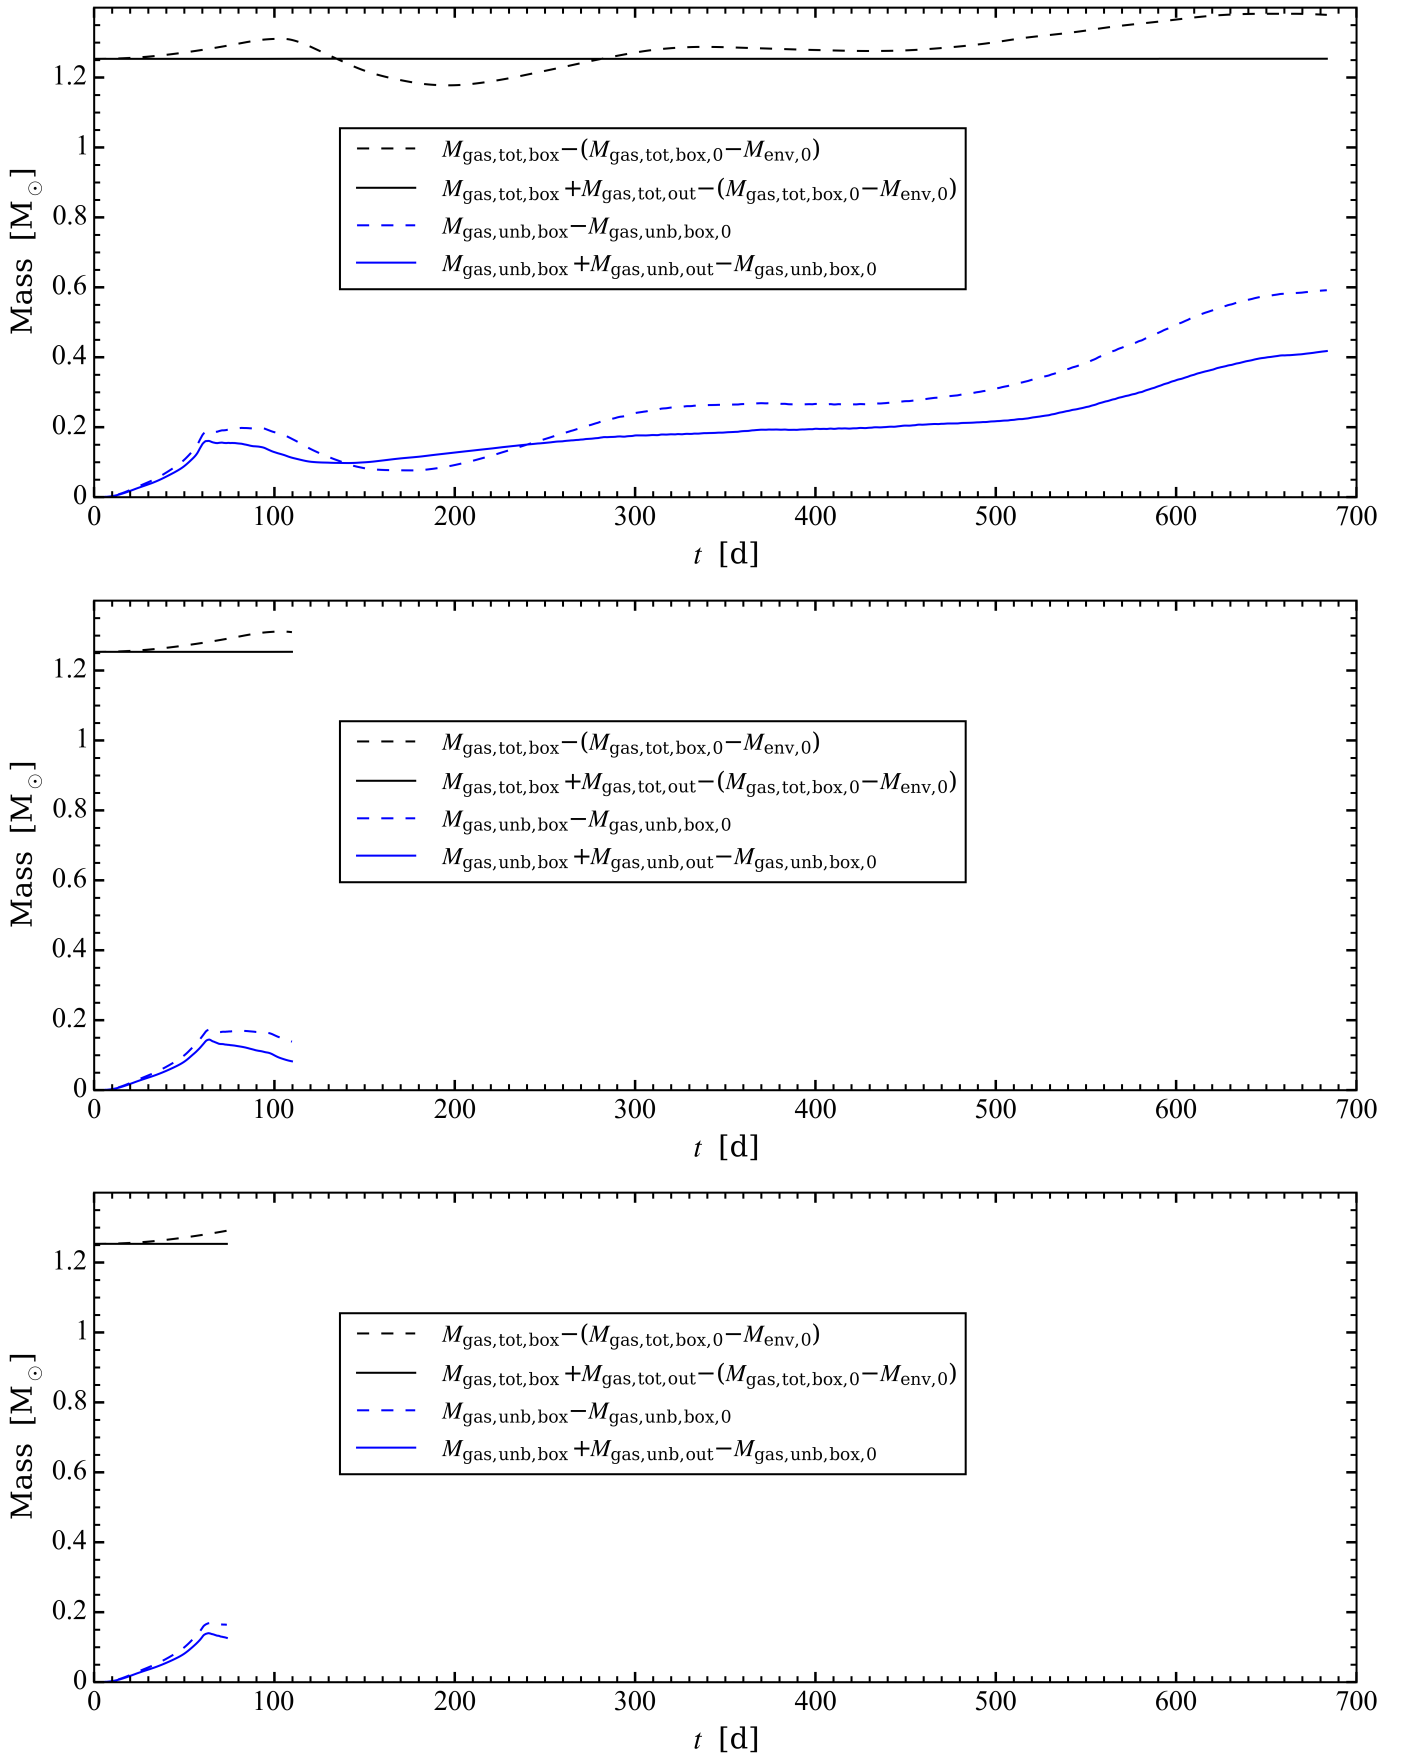 1.2
1
0.8
0.6
0.4
0.2
0
Mass [M☉]
M_gas,tot,box−(M_gas,tot,box,0−M_env,0)
M_gas,tot,box+M_gas,tot,out−(M_gas,tot,box,0−M_env,0)
M_gas,unb,box−M_gas,unb,box,0
M_gas,unb,box+M_gas,unb,out−M_gas,unb,box,0
0 100 200 300 400 500 600 700
t [d]
1.2
1
0.8
0.6
0.4
0.2
0
Mass [M☉]
M_gas,tot,box−(M_gas,tot,box,0−M_env,0)
M_gas,tot,box+M_gas,tot,out−(M_gas,tot,box,0−M_env,0)
M_gas,unb,box−M_gas,unb,box,0
M_gas,unb,box+M_gas,unb,out−M_gas,unb,box,0
0 100 200 300 400 500 600 700
t [d]
1.2
1
0.8
0.6
0.4
0.2
0
Mass [M☉]
M_gas,tot,box−(M_gas,tot,box,0−M_env,0)
M_gas,tot,box+M_gas,tot,out−(M_gas,tot,box,0−M_env,0)
M_gas,unb,box−M_gas,unb,box,0
M_gas,unb,box+M_gas,unb,out−M_gas,unb,box,0
0 100 200 300 400 500 600 700
t [d]